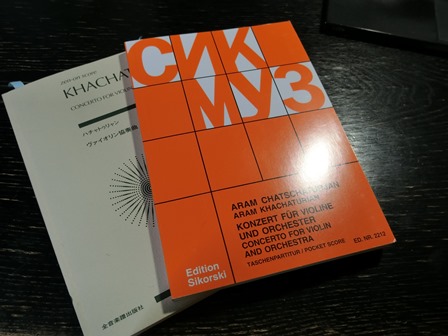 ZEN-ON SCORE
KHACHAT
CONCERTO FOR VIOLIN
ハチャトゥリャン
ヴァイオリン協奏曲
全音楽譜出版社
СИК
МУЗ
ARAM CHATSCHATURJAN
ARAM KHACHATURIAN
KONZERT FÜR VIOLINE
UND ORCHESTER
CONCERTO FOR VIOLIN
AND ORCHESTRA
TASCHENPARTITUR / POCKET SCORE ED. NR. 2212
Edition
Sikorski